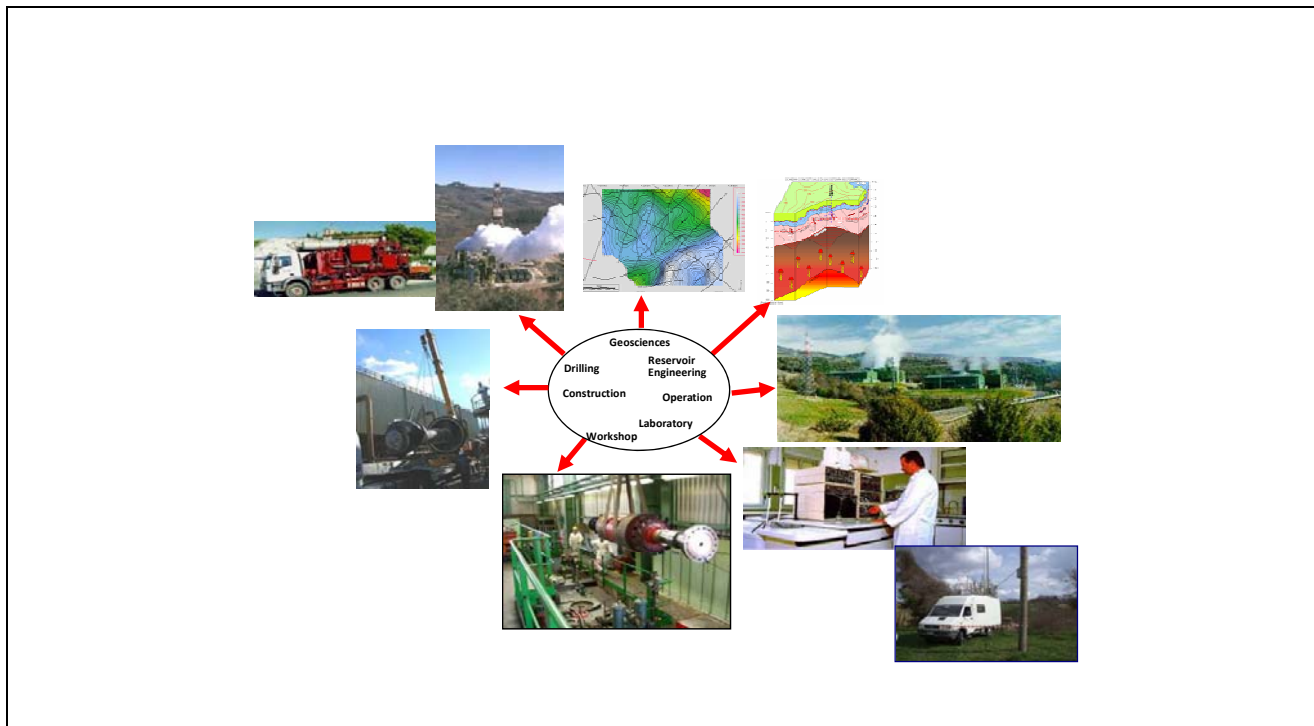 Geosciences
Reservoir
Engineering
Drilling
Construction
Operation
Laboratory
Workshop